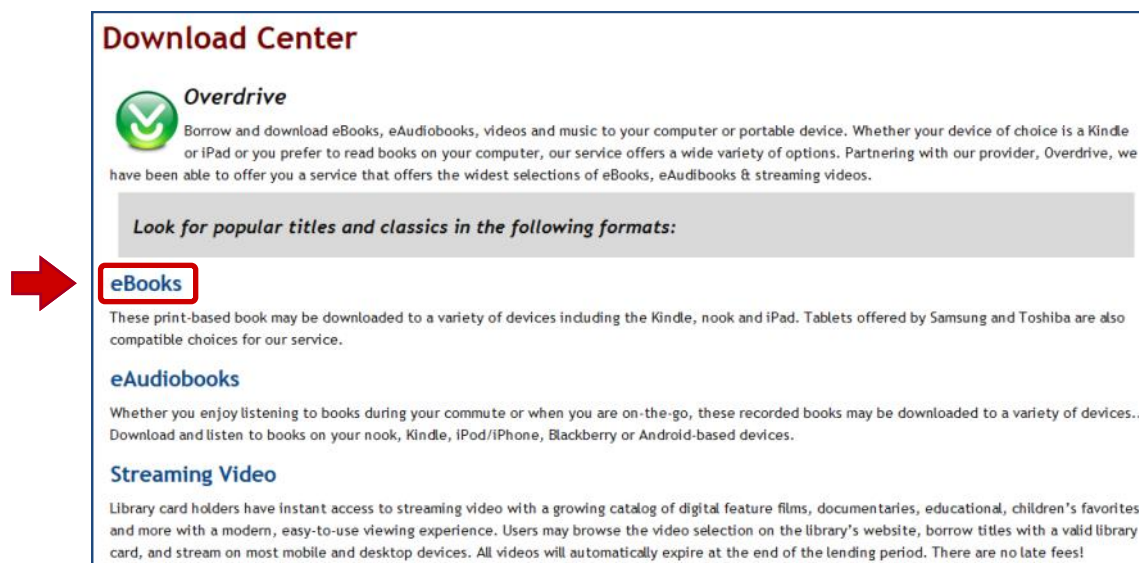 Download Center
Overdrive
Borrow and download eBooks, eAudiobooks, videos and music to your computer or portable device. Whether your device of choice is a Kindle
or iPad or you prefer to read books on your computer, our service offers a wide variety of options. Partnering with our provider, Overdrive, we
have been able to offer you a service that offers the widest selections of eBooks, eAudibooks & streaming videos.
Look for popular titles and classics in the following formats:
eBooks
These print-based book may be downloaded to a variety of devices including the Kindle, nook and iPad. Tablets offered by Samsung and Toshiba are also
compatible choices for our service.
eAudiobooks
Whether you enjoy listening to books during your commute or when you are on-the-go, these recorded books may be downloaded to a variety of devices..
Download and listen to books on your nook, Kindle, iPod/iPhone, Blackberry or Android-based devices.
Streaming Video
Library card holders have instant access to streaming video with a growing catalog of digital feature films, documentaries, educational, children's favorites
and more with a modern, easy-to-use viewing experience. Users may browse the video selection on the library's website, borrow titles with a valid library
card, and stream on most mobile and desktop devices. All videos will automatically expire at the end of the lending period. There are no late fees!